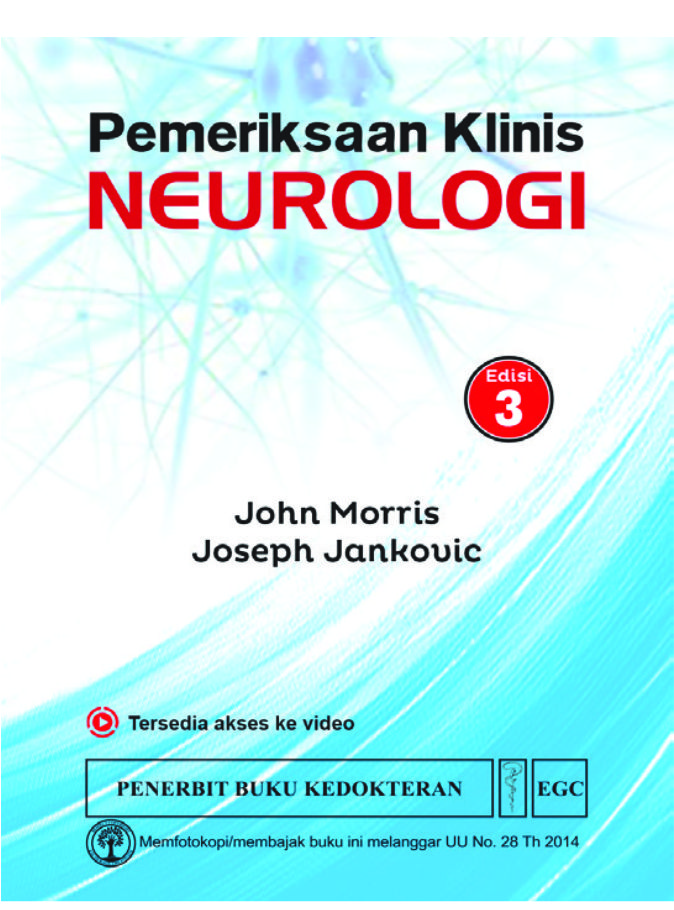 Pemeriksaan Klinis
NEUROLOGI
Edisi
3
John Morris
Joseph Jankovic
Tersedia akses ke video
PENERBIT BUKU KEDOKTERAN
EGC
Memfotokopi/membajak buku ini melanggar UU No. 28 Th 2014